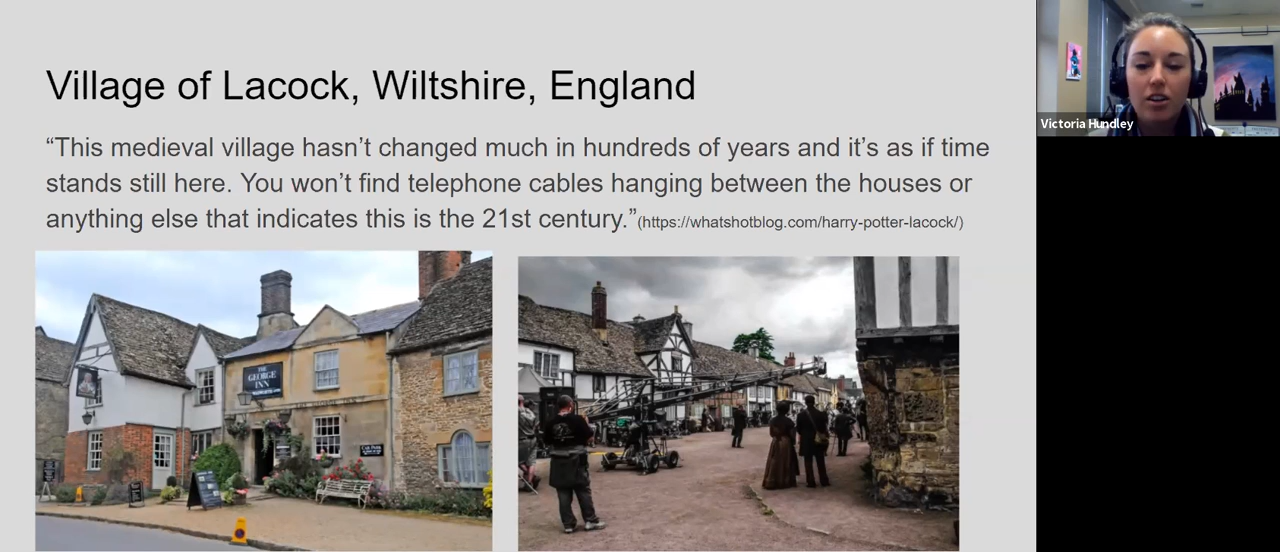 Village of Lacock, Wiltshire, England
“This medieval village hasn’t changed much in hundreds of years and it’s as if time
stands still here. You won’t find telephone cables hanging between the houses or
anything else that indicates this is the 21st century.”(https://whatshotblog.com/harry-potter-lacock/)
THE
GEORGE
INN
CAR PARK
Victoria Hundley